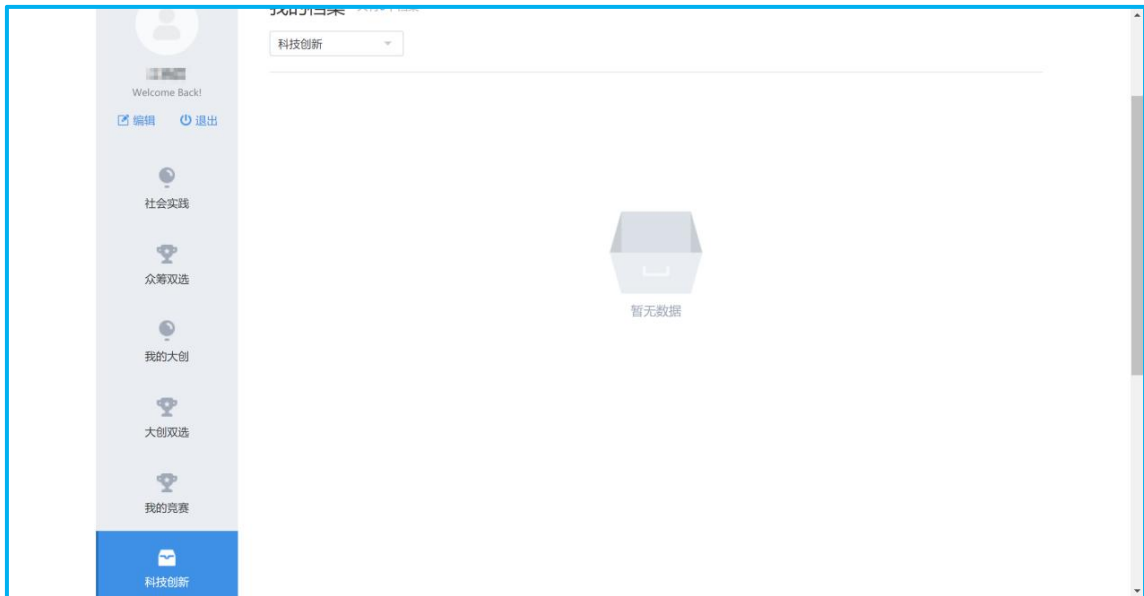 我的档案
科技创新
Welcome Back!
编辑 退出
社会实践
众筹双选
我的大创
大创双选
我的竞赛
科技创新
暂无数据